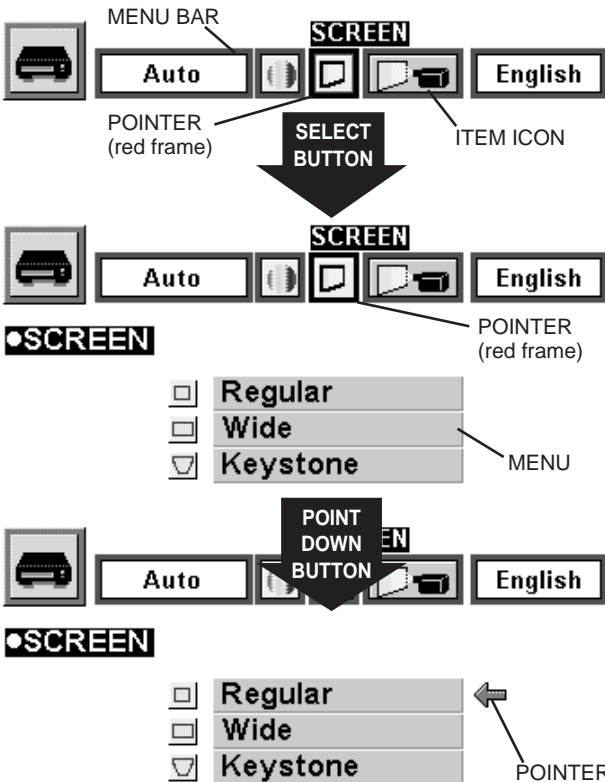 MENU BAR
SCREEN
Auto
English
POINTER
(red frame)
SELECT
BUTTON
ITEM ICON
SCREEN
Auto
English
POINTER
(red frame)
●SCREEN
Regular
Wide
Keystone
MENU
POINT
DOWN
BUTTON
EN
Auto
English
●SCREEN
Regular
Wide
Keystone
POINTER